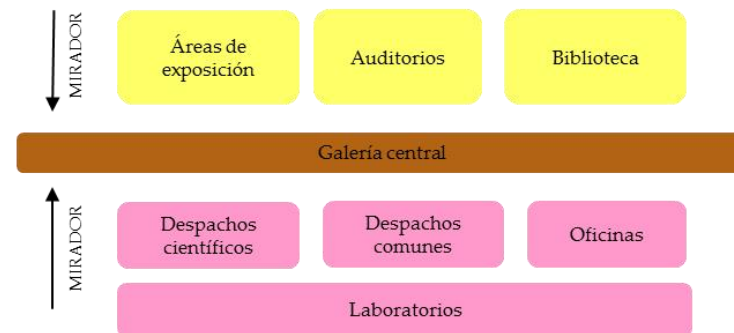 MIRADOR
Áreas de
exposición
Auditorios
Biblioteca
Galería central
MIRADOR
Despachos
científicos
Despachos
comunes
Oficinas
Laboratorios